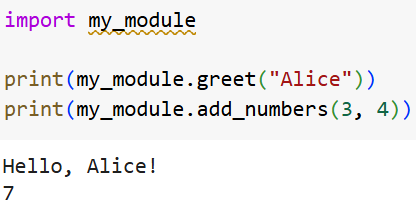 import my_module
print(my_module.greet("Alice"))
print(my_module.add_numbers(3, 4))
Hello, Alice!
7